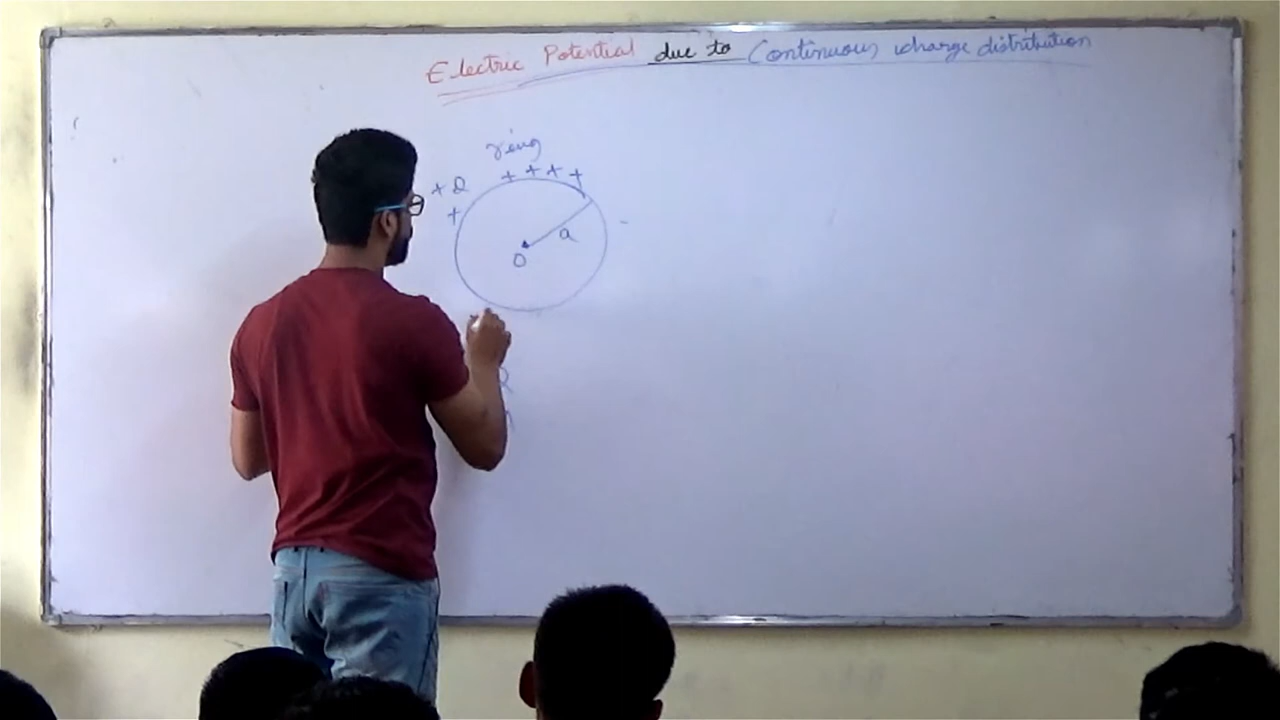 Electric Potential due to Continuous charge distribution
ring
+ + + +
+ Q
+
a
O